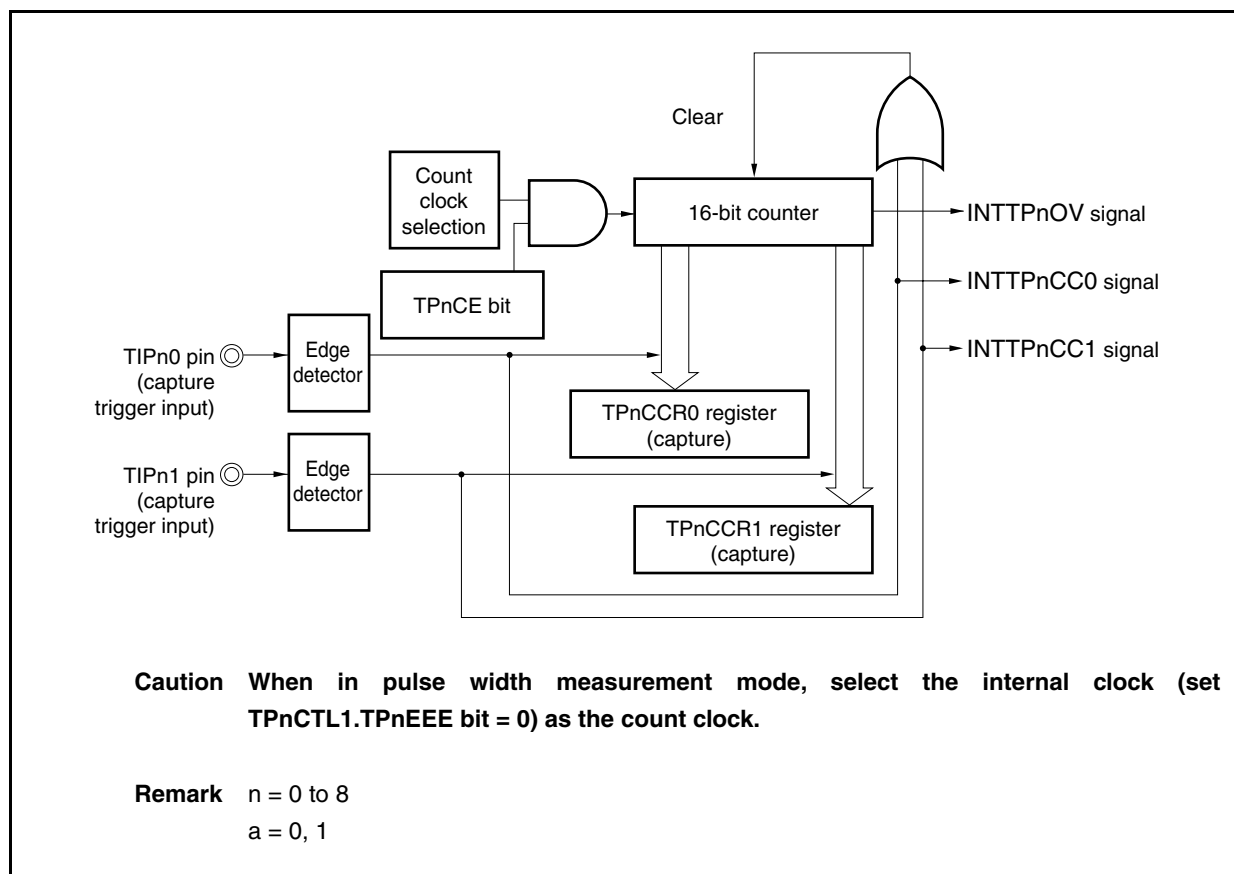 Clear
Count
clock
selection
16-bit counter
INTTPnOV signal
TPnCE bit
INTTPnCC0 signal
TIPn0 pin
(capture
trigger input)
Edge
detector
INTTPnCC1 signal
TPnCCR0 register
(capture)
TIPn1 pin
(capture
trigger input)
Edge
detector
TPnCCR1 register
(capture)
Caution When in pulse width measurement mode, select the internal clock (set
TPnCTL1.TPnEEE bit = 0) as the count clock.
Remark n = 0 to 8
a = 0, 1